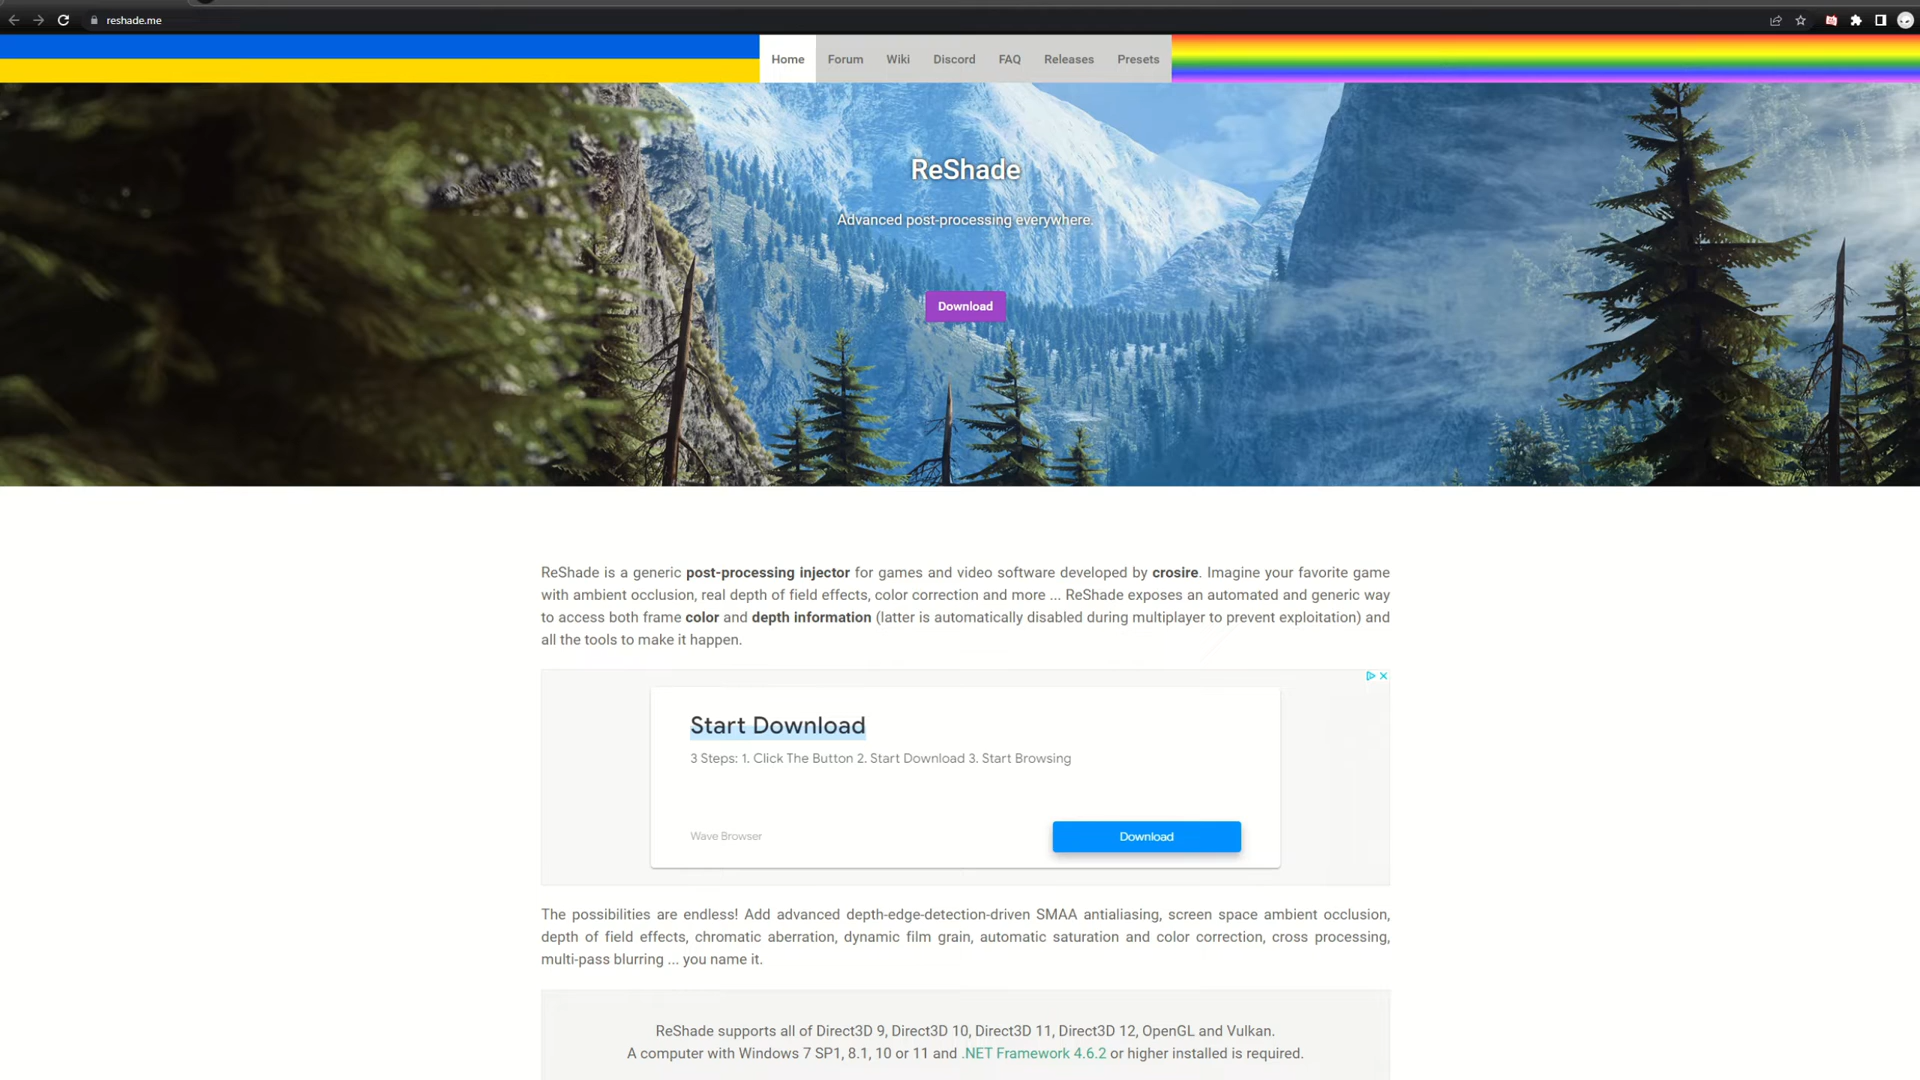 reshade.me
Home Forum Wiki Discord FAQ Releases Presets
ReShade
Advanced post-processing everywhere.
Download
ReShade is a generic post-processing injector for games and video software developed by crosire. Imagine your favorite game
with ambient occlusion, real depth of field effects, color correction and more ... ReShade exposes an automated and generic way
to access both frame color and depth information (latter is automatically disabled during multiplayer to prevent exploitation) and
all the tools to make it happen.
Start Download
3 Steps: 1. Click The Button 2. Start Download 3. Start Browsing
Wave Browser
Download
The possibilities are endless! Add advanced depth-edge-detection-driven SMAA antialiasing, screen space ambient occlusion,
depth of field effects, chromatic aberration, dynamic film grain, automatic saturation and color correction, cross processing,
multi-pass blurring ... you name it.
ReShade supports all of Direct3D 9, Direct3D 10, Direct3D 11, Direct3D 12, OpenGL and Vulkan.
A computer with Windows 7 SP1, 8.1, 10 or 11 and .NET Framework 4.6.2 or higher installed is required.